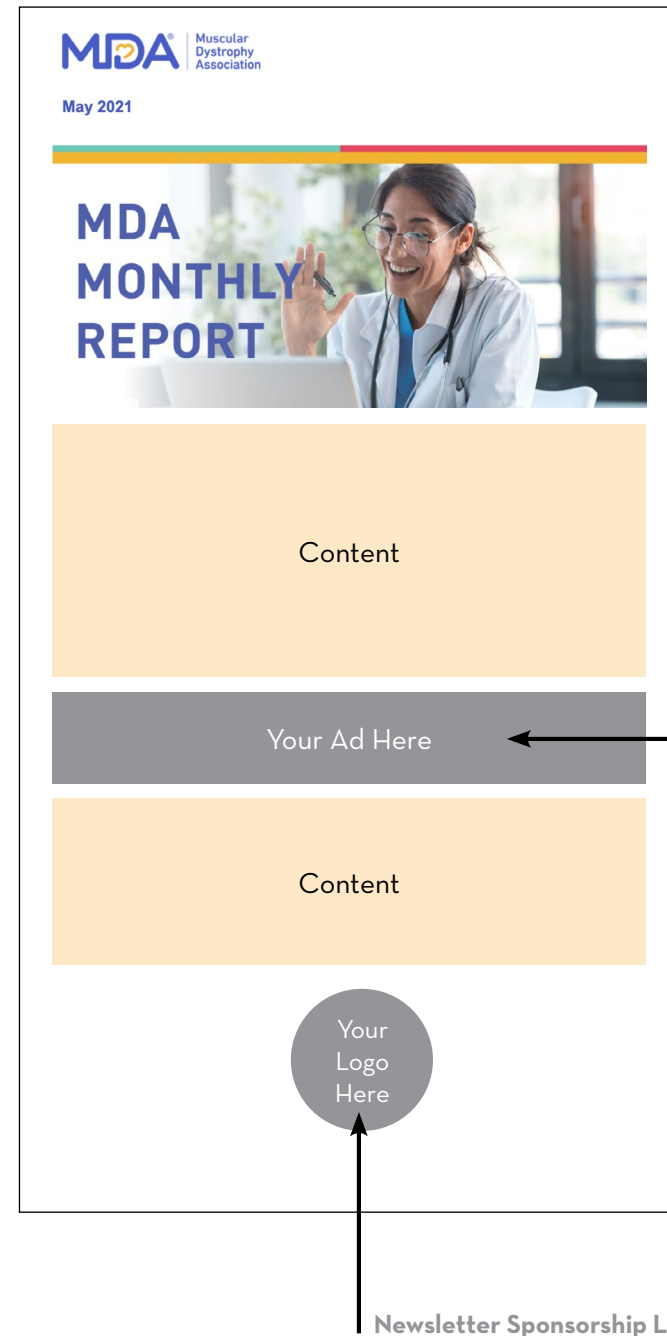 MDA®
Muscular
Dystrophy
Association
May 2021
MDA
MONTHLY
REPORT
Content
Your Ad Here
Content
Your
Logo
Here
Newsletter Sponsorship L